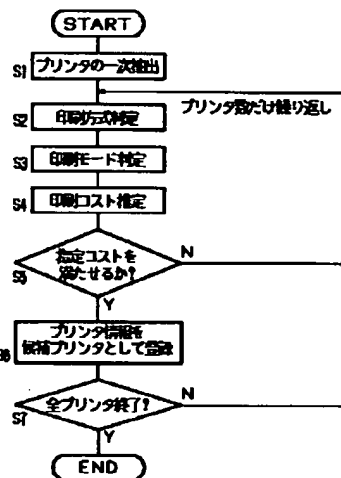 START
S1 プリンタの一次抽出
プリンタ数だけ繰り返し
S2 印刷方式判定
S3 印刷モード判定
S4 印刷コスト推定
指定コストを
満たせるか?
N
S5
Y
プリンタ情報を
候補プリンタとして登録
S6
全プリンタ終了?
N
S7
Y
END